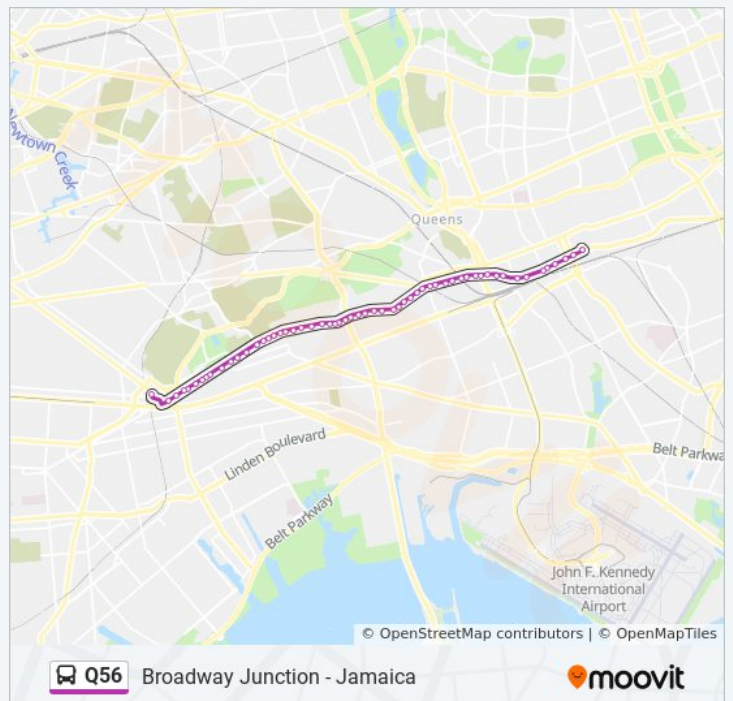 Newtown Creek
Queens
Linden Boulevard
Belt Parkwa
Belt Parkway
John F. Kennedy
International
Airport
© OpenStreetMap contributors | © OpenMapTiles
Q56 Broadway Junction - Jamaica
moovit